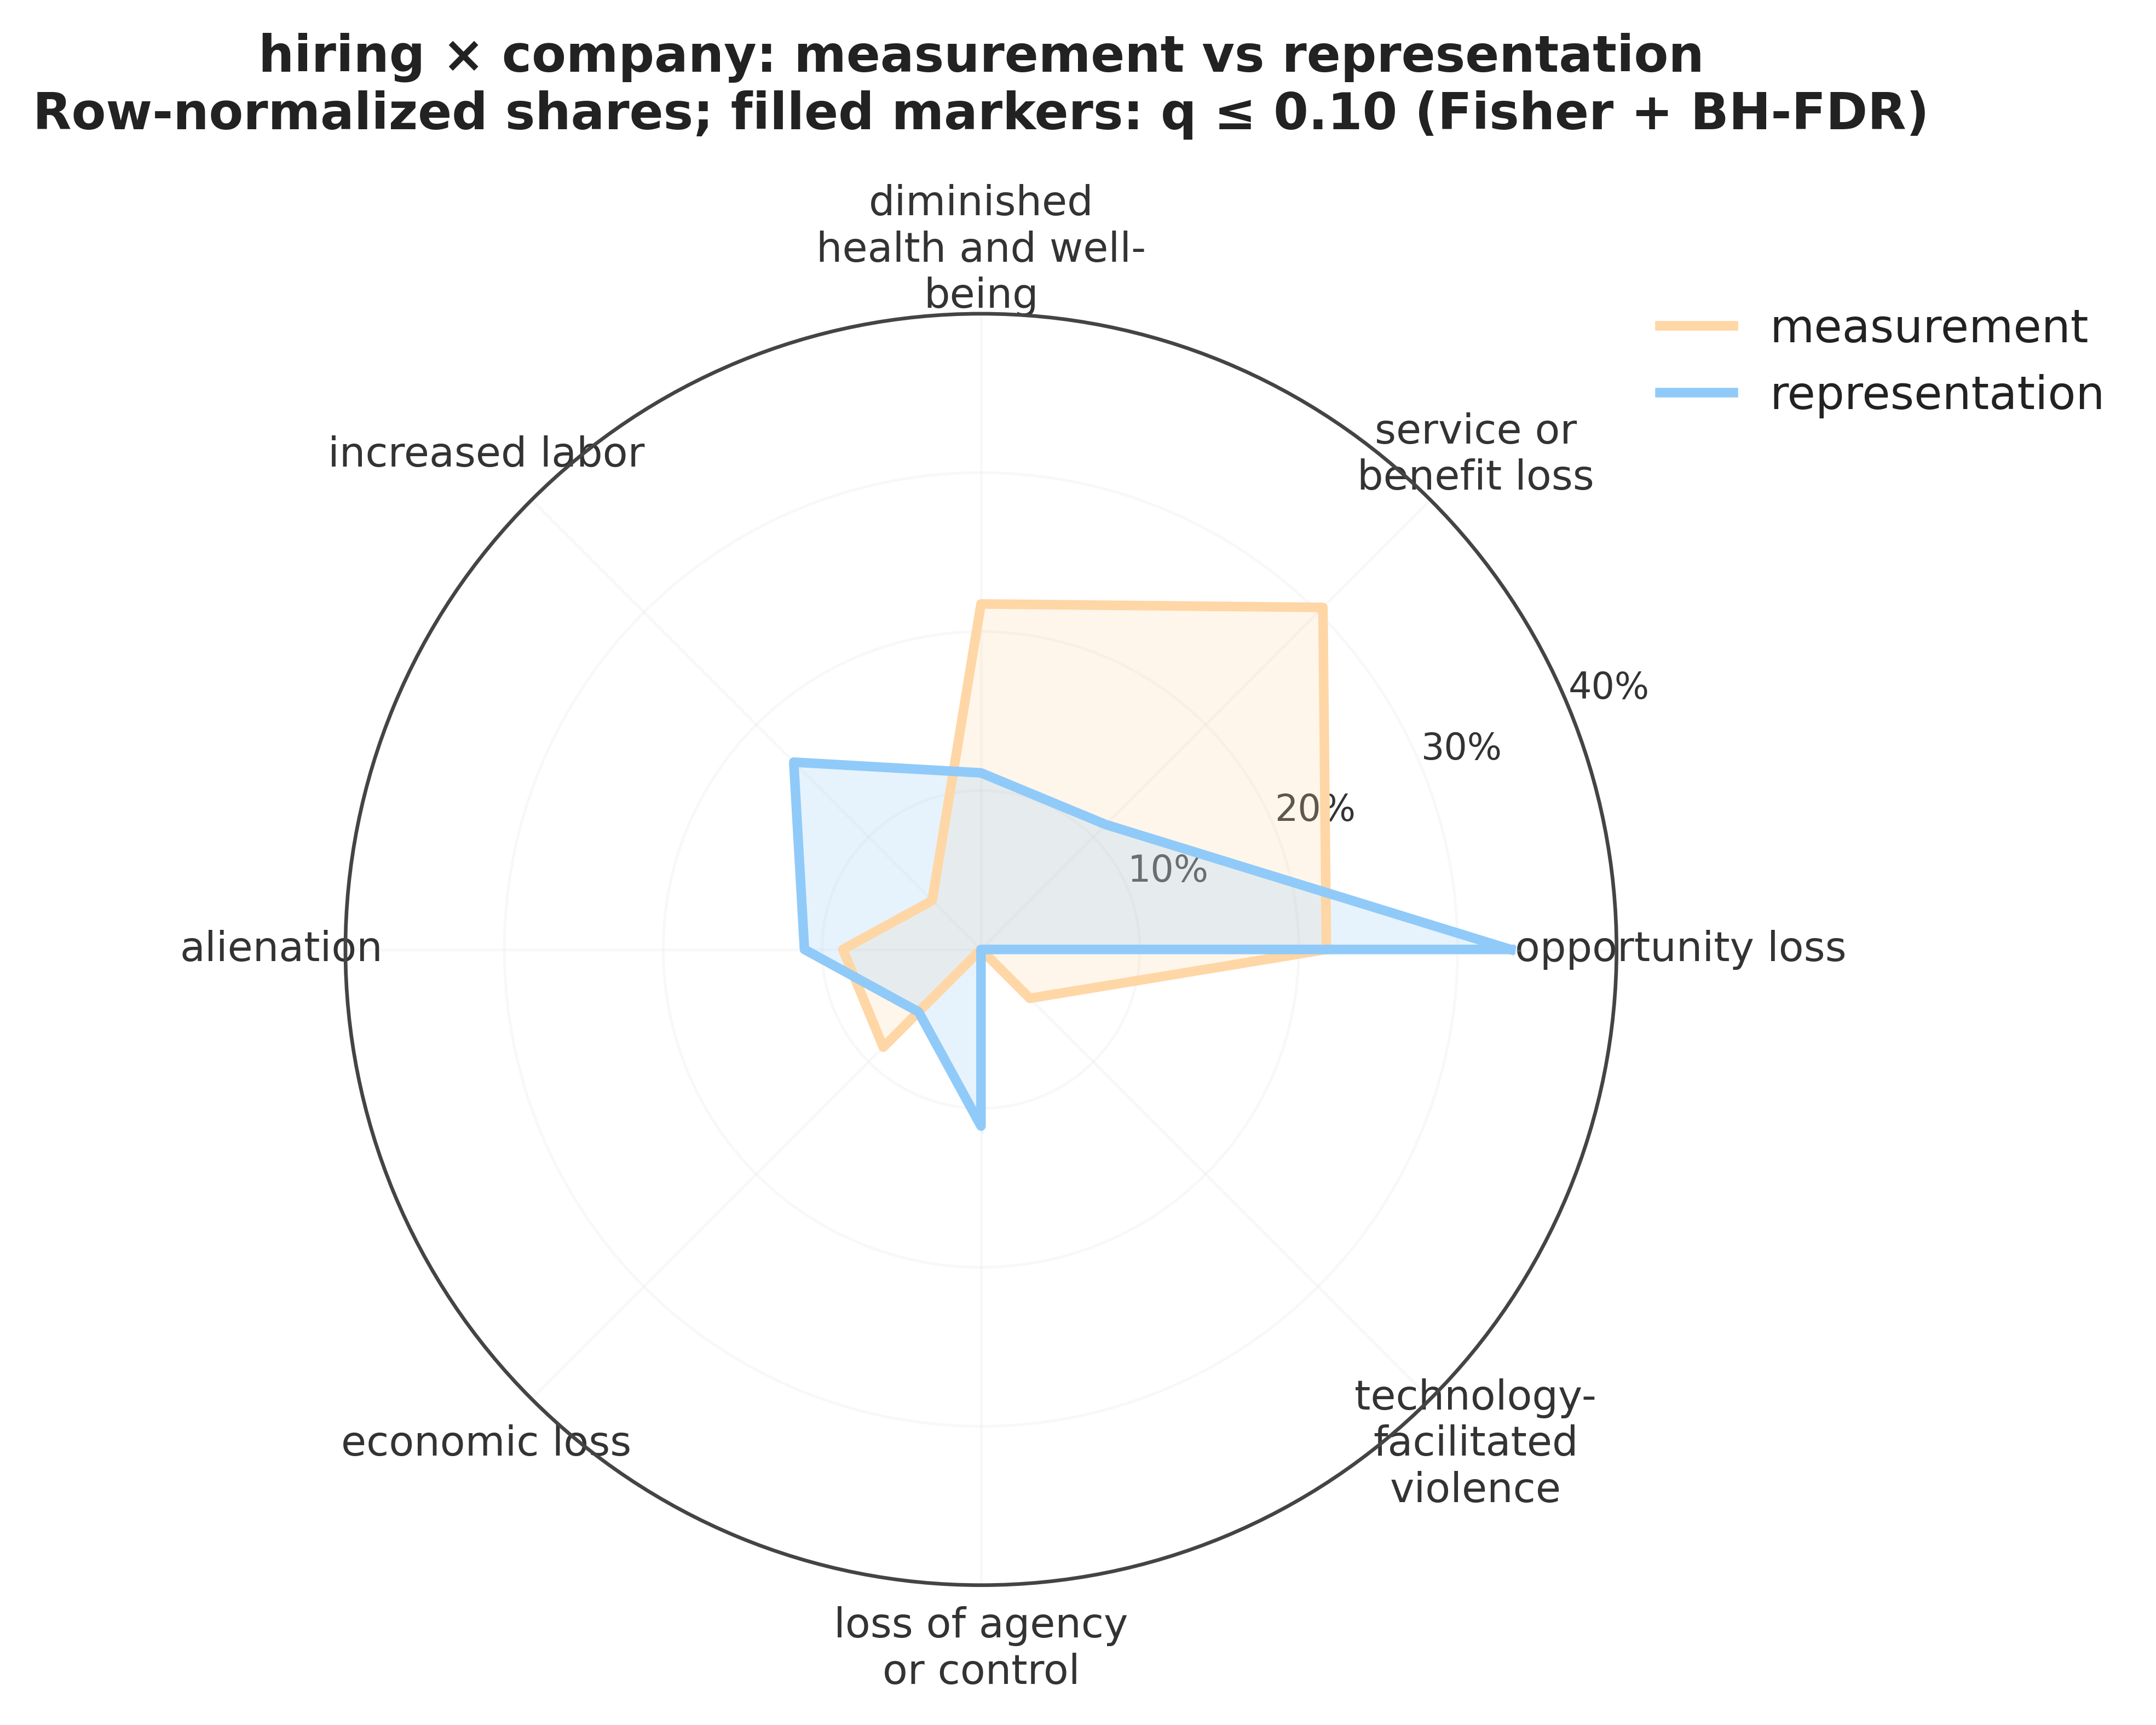 hiring × company: measurement vs representation
Row-normalized shares; filled markers: q ≤ 0.10 (Fisher + BH-FDR)
diminished
health and well-
being
measurement
representation
service or
benefit loss
increased labor
40%
30%
20%
10%
alienation
opportunity loss
technology-
facilitated
violence
economic loss
loss of agency
or control